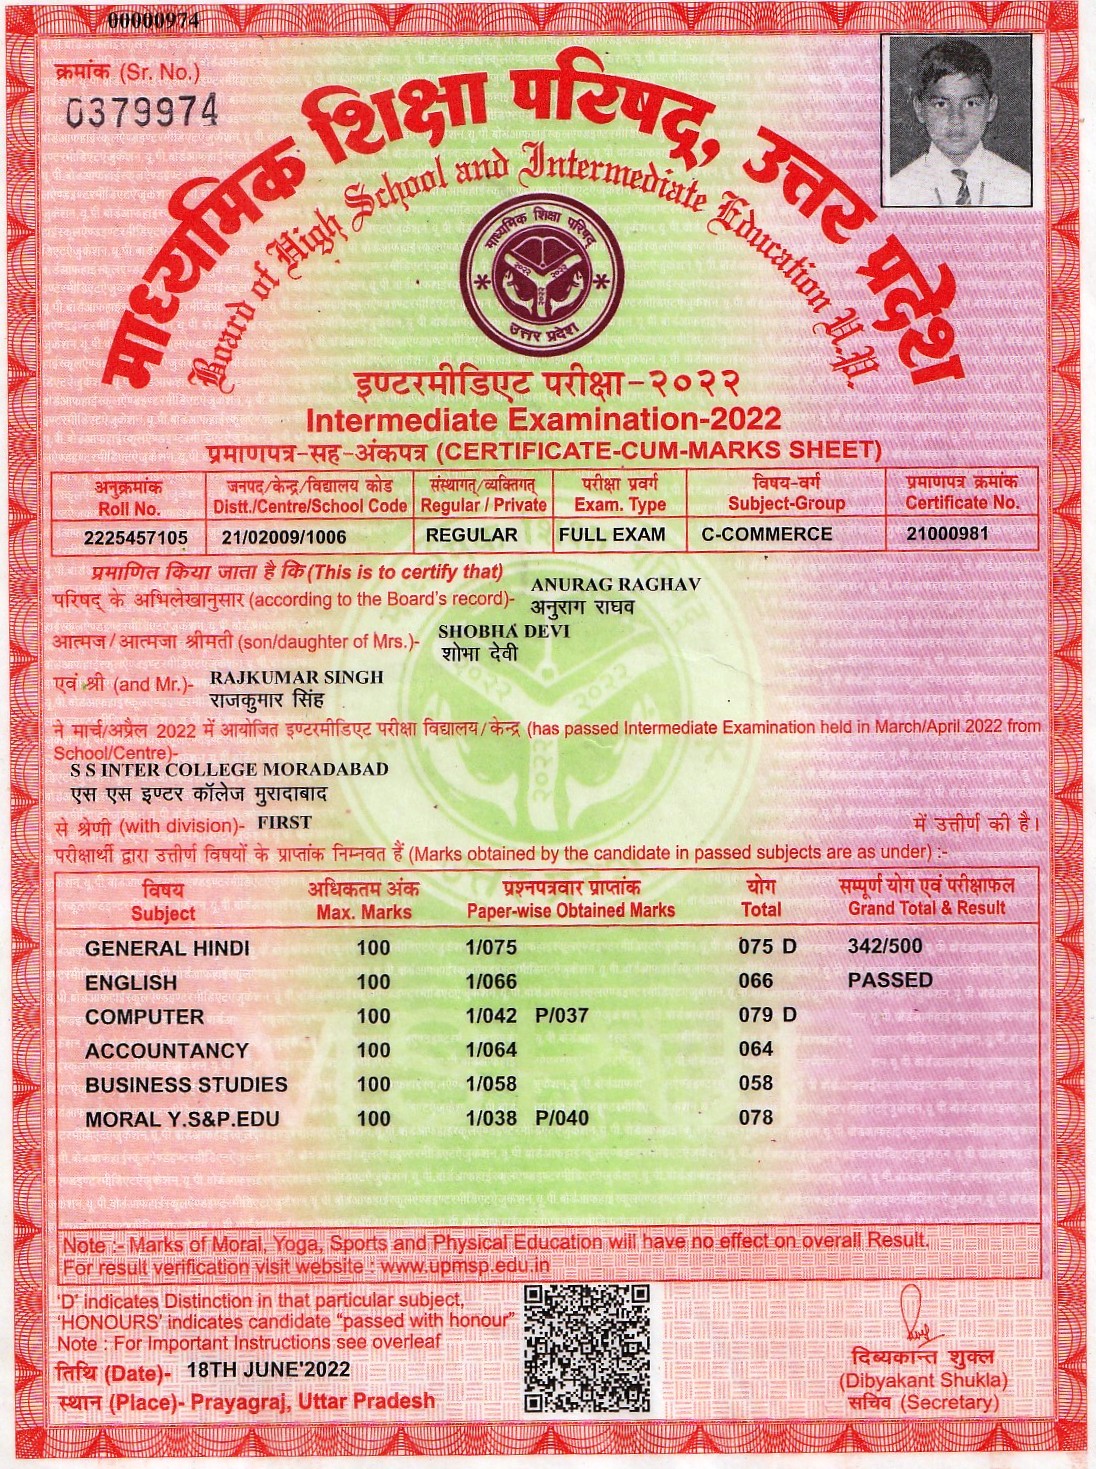 00000974
क्रमांक (Sr. No.)
0379974
माध्यमिक शिक्षा परिषद्, उत्तर प्रदेश
Board of High School and Intermediate Education U.P.
माध्यमिक शिक्षा परिषद्
२०२२ २०२२
२०२२
उत्तर प्रदेश
इण्टरमीडिएट परीक्षा-२०२२
Intermediate Examination-2022
प्रमाणपत्र-सह-अंकपत्र (CERTIFICATE-CUM-MARKS SHEET)
अनुक्रमांक जनपद/केन्द्र/विद्यालय कोड संस्थागत्/व्यक्तिगत् परीक्षा प्रवर्ग विषय-वर्ग प्रमाणपत्र क्रमांक
Roll No. Distt./Centre/School Code Regular / Private Exam. Type Subject-Group Certificate No.
2225457105 21/02009/1006 REGULAR FULL EXAM C-COMMERCE 21000981
प्रमाणित किया जाता है कि (This is to certify that)
ANURAG RAGHAV
परिषद् के अभिलेखानुसार (according to the Board's record)- अनुराग राघव
SHOBHA DEVI
आत्मज/आत्मजा श्रीमती (son/daughter of Mrs.)- शोभा देवी
RAJKUMAR SINGH
एवं श्री (and Mr.)- राजकुमार सिंह
ने मार्च/अप्रैल 2022 में आयोजित इण्टरमीडिएट परीक्षा विद्यालय/केन्द्र (has passed Intermediate Examination held in March/April 2022 from
School/Centre)-
S S INTER COLLEGE MORADABAD
एस एस इण्टर कॉलेज मुरादाबाद
से श्रेणी (with division)- FIRST में उत्तीर्ण की है।
परीक्षार्थी द्वारा उत्तीर्ण विषयों के प्राप्तांक निम्नवत हैं (Marks obtained by the candidate in passed subjects are as under) :-
विषय अधिकतम अंक प्रश्नपत्रवार प्राप्तांक योग सम्पूर्ण योग एवं परीक्षाफल
Subject Max. Marks Paper-wise Obtained Marks Total Grand Total & Result
GENERAL HINDI 100 1/075 075 D 342/500
ENGLISH 100 1/066 066 PASSED
COMPUTER 100 1/042 P/037 079 D
ACCOUNTANCY 100 1/064 064
BUSINESS STUDIES 100 1/058 058
MORAL Y.S&P.EDU 100 1/038 P/040 078
Note :- Marks of Moral, Yoga, Sports and Physical Education will have no effect on overall Result.
For result verification visit website : www.upmsp.edu.in
'D' indicates Distinction in that particular subject,
'HONOURS' indicates candidate "passed with honour"
Note : For Important Instructions see overleaf
तिथि (Date)- 18TH JUNE'2022
स्थान (Place)- Prayagraj, Uttar Pradesh
दिव्यकान्त शुक्ल
(Dibyakant Shukla)
सचिव (Secretary)